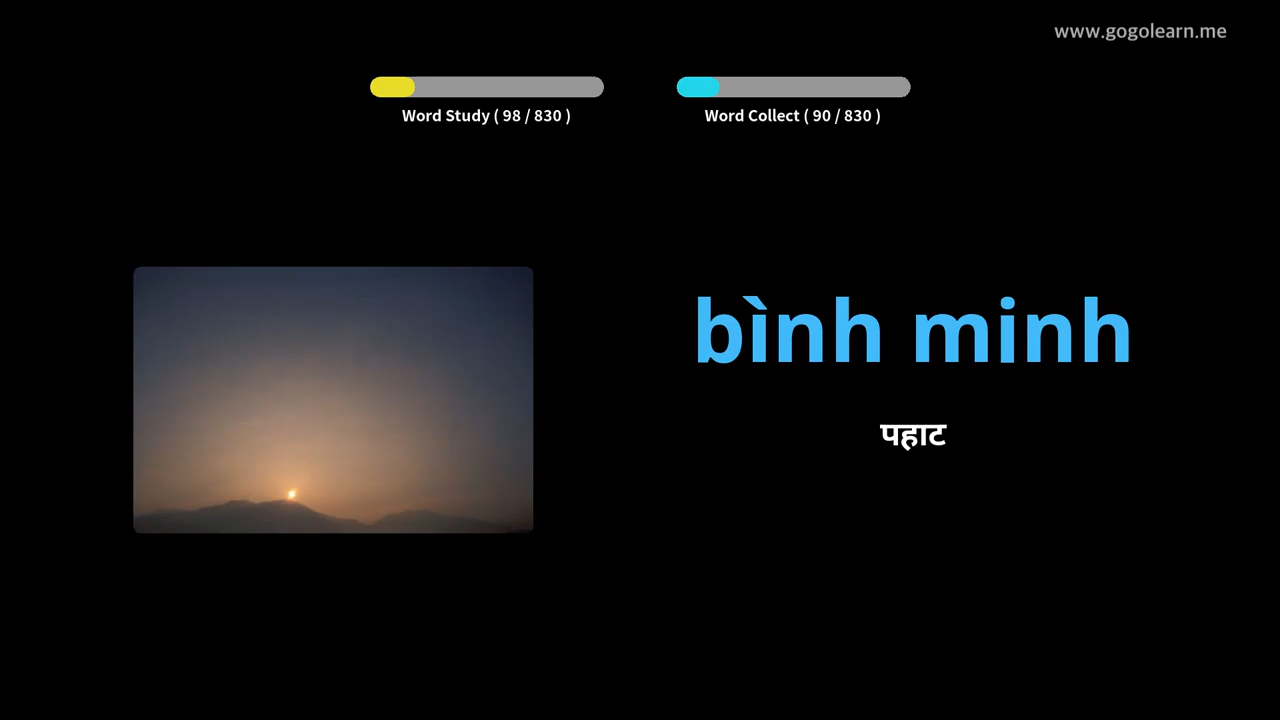 www.gogolearn.me
Word Study ( 98 / 830 )
Word Collect ( 90 / 830 )
bình minh
पहाट